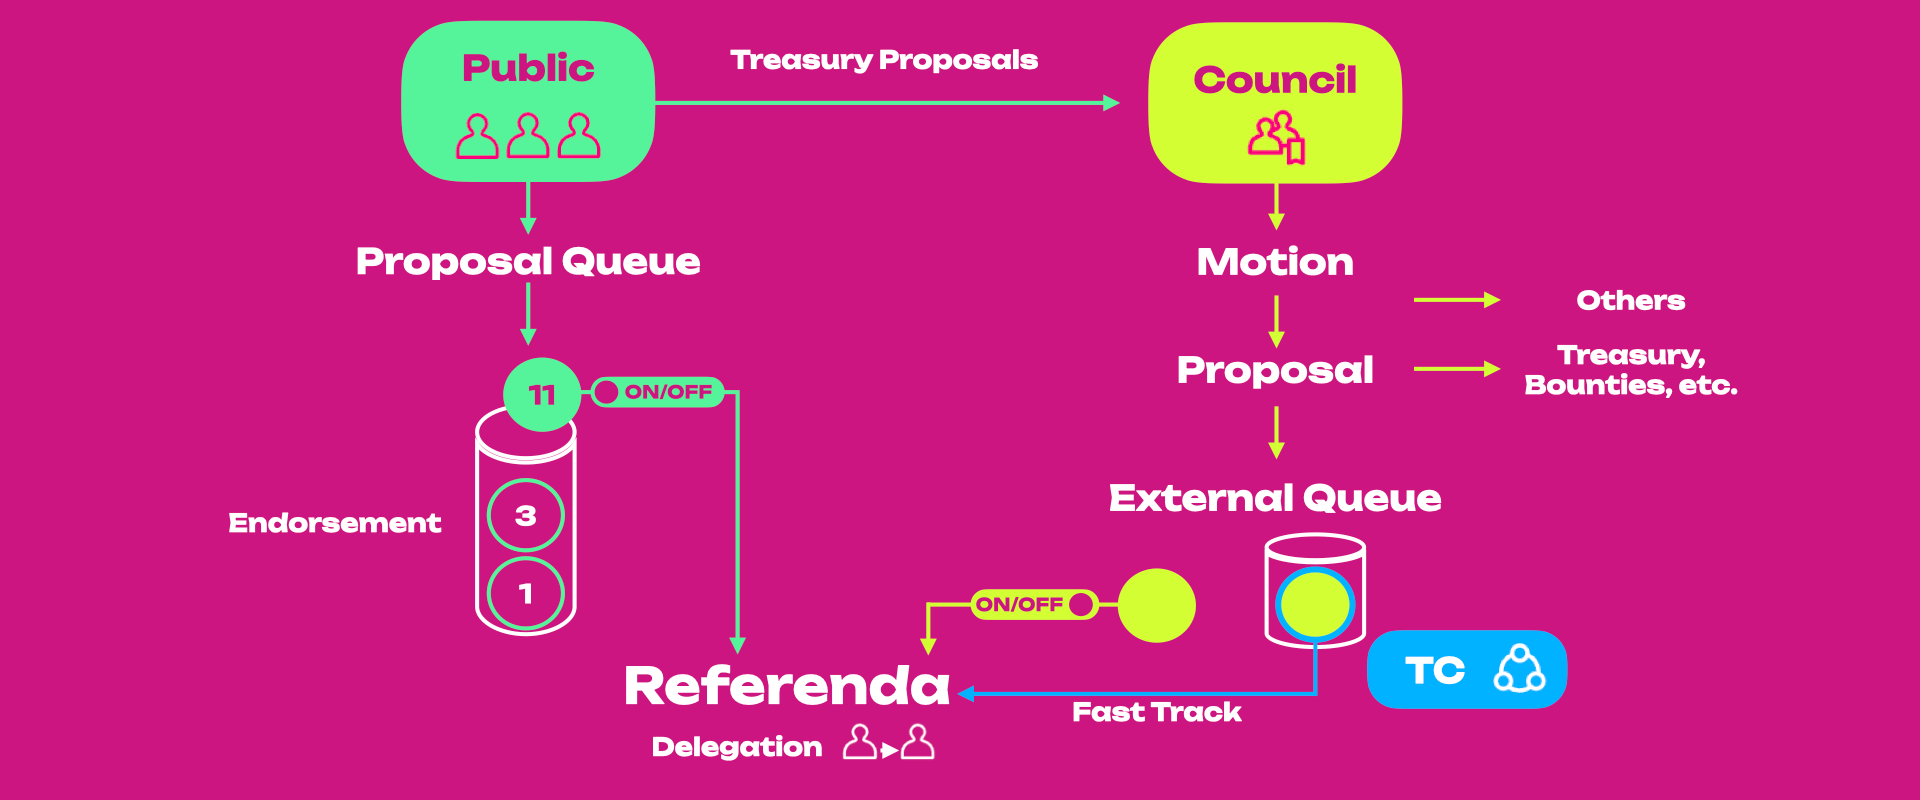 Public
Treasury Proposals
Council
Proposal Queue
Motion
Others
Proposal
Treasury,
Bounties, etc.
11
ON/OFF
3
Endorsement
1
External Queue
ON/OFF
TC
Referenda
Fast Track
Delegation